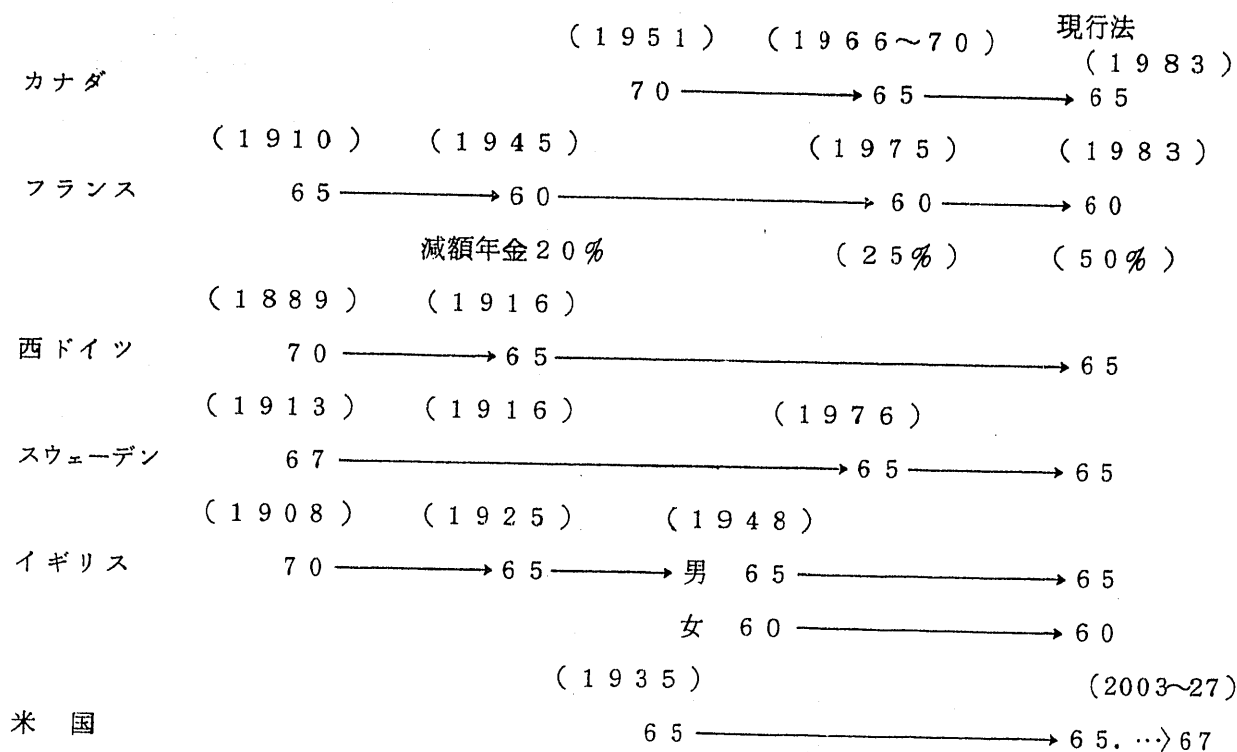 (1951) (1966～70) 現行法
(1983)
カナダ 70 → 65 → 65
(1910) (1945) (1975) (1983)
フランス 65 → 60 → 60 → 60
減額年金20% (25%) (50%)
(1889) (1916)
西ドイツ 70 → 65 → 65
(1913) (1916) (1976)
スウェーデン 67 → 65 → 65
(1908) (1925) (1948)
イギリス 70 → 65 → 男 65 → 65
女 60 → 60
(1935) (2003~27)
米国 65 → 65. …〉67